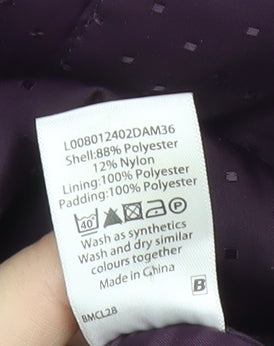 L008012402DAM36
Shell:88% Polyester
12% Nylon
Lining:100% Polyester
Padding:100% Polyester
40 P
Wash as synthetics
Wash and dry similar
colours together
Made in China
B
BMCL28